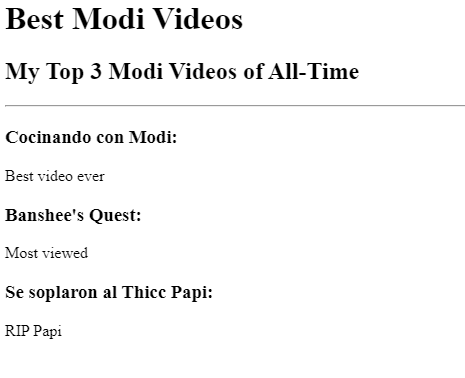 Best Modi Videos
My Top 3 Modi Videos of All-Time
Cocinando con Modi:
Best video ever
Banshee's Quest:
Most viewed
Se soplaron al Thicc Papi:
RIP Papi